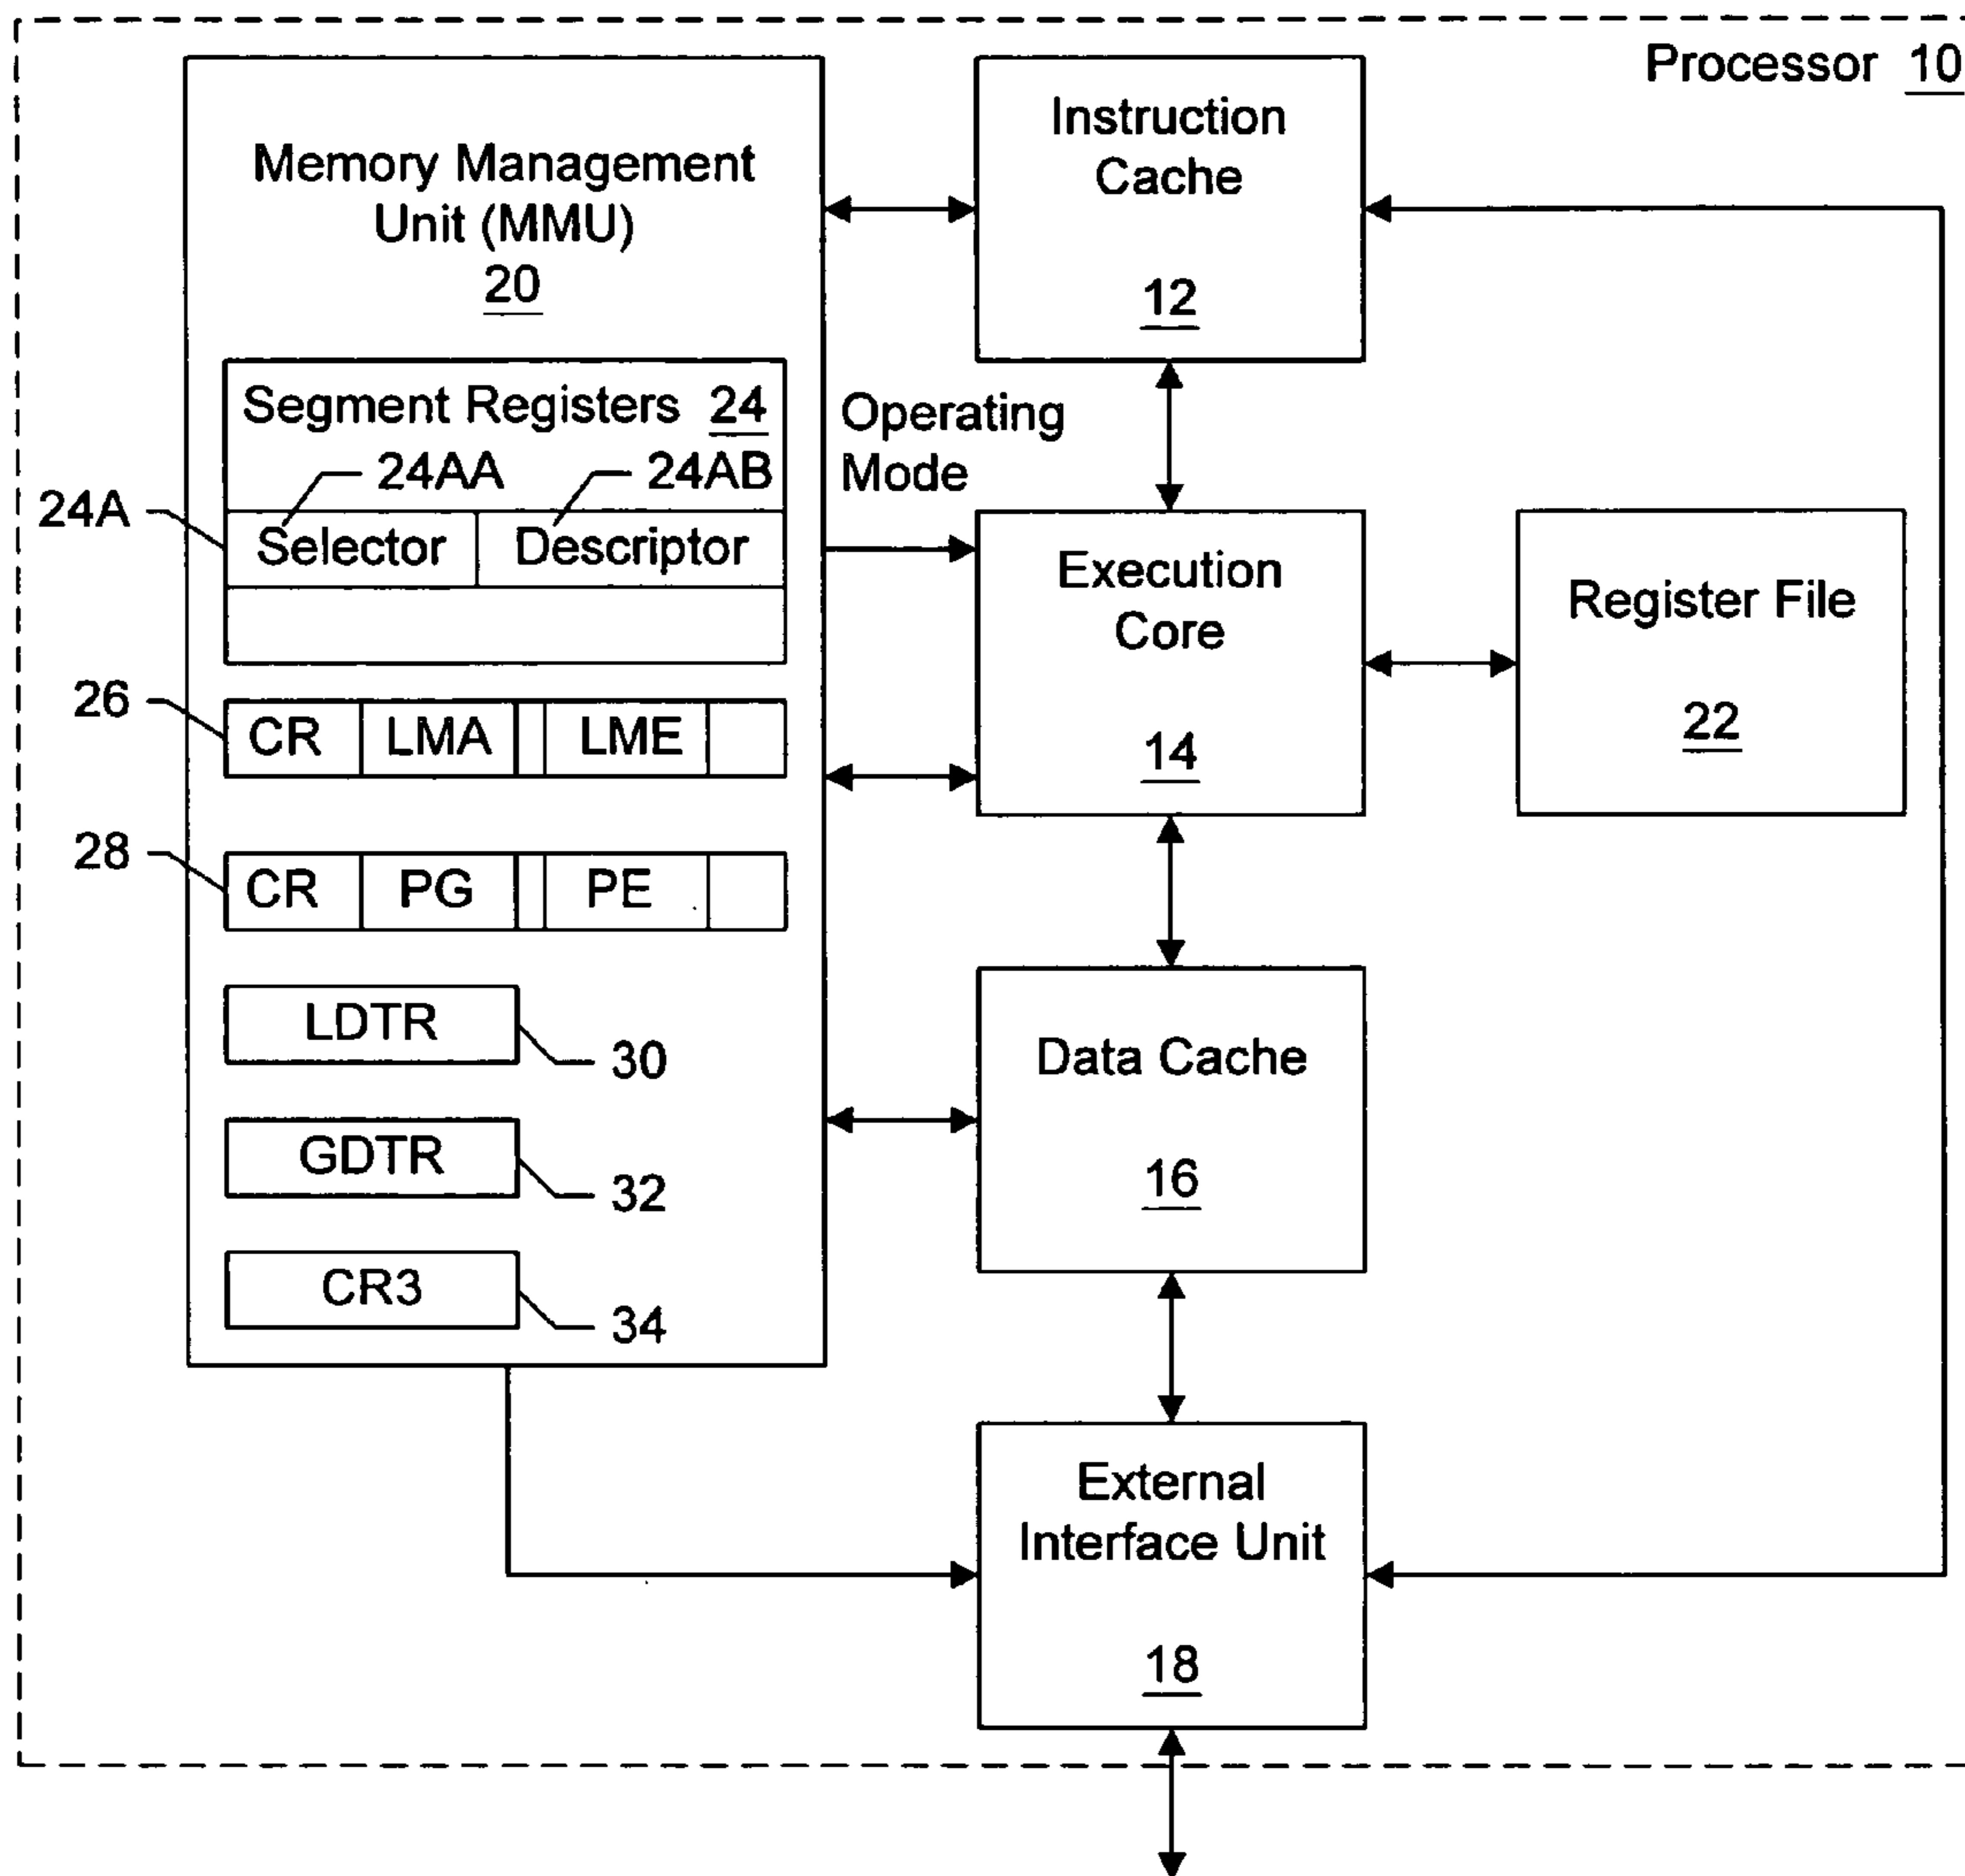 Processor 10
Memory Management
Unit (MMU)
20
Instruction
Cache
12
Segment Registers 24
24AA
24AB
24A
Selector
Descriptor
Operating
Mode
Execution
Core
14
Register File
22
26
CR
LMA
LME
28
CR
PG
PE
LDTR
30
GDTR
32
CR3
34
Data Cache
16
External
Interface Unit
18